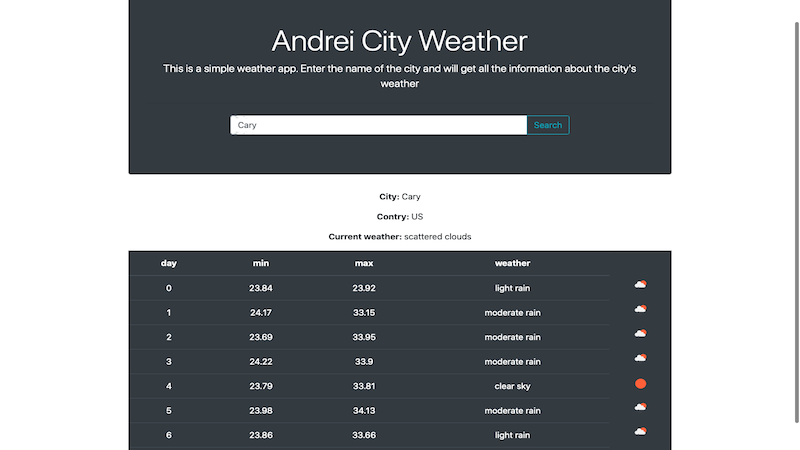 Andrei City Weather
This is a simple weather app. Enter the name of the city and will get all the information about the city's
weather
Cary Search
City: Cary
Contry: US
Current weather: scattered clouds
day min max weather
0 23.84 23.92 light rain
1 24.17 33.15 moderate rain
2 23.69 33.95 moderate rain
3 24.22 33.9 moderate rain
4 23.79 33.81 clear sky
5 23.98 34.13 moderate rain
6 23.86 33.66 light rain